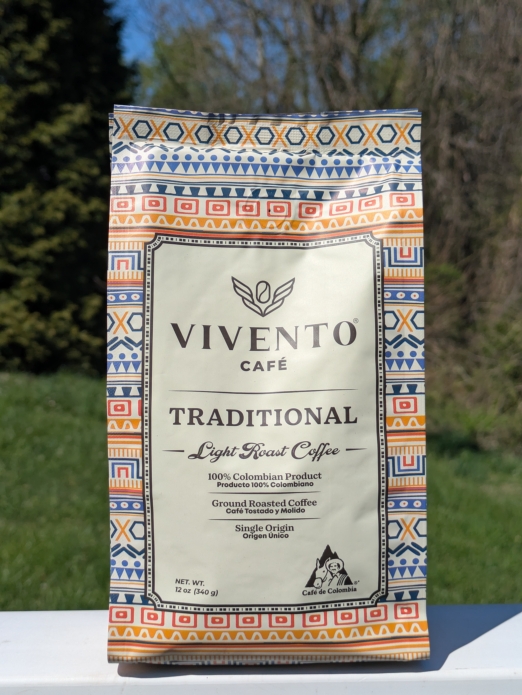 VIVENTO®
CAFÉ
TRADITIONAL
Light Roast Coffee
100% Colombian Product
Producto 100% Colombiano
Ground Roasted Coffee
Café Tostado y Molido
Single Origin
Origen Único
NET. WT.
12 oz (340 g)
Café de Colombia